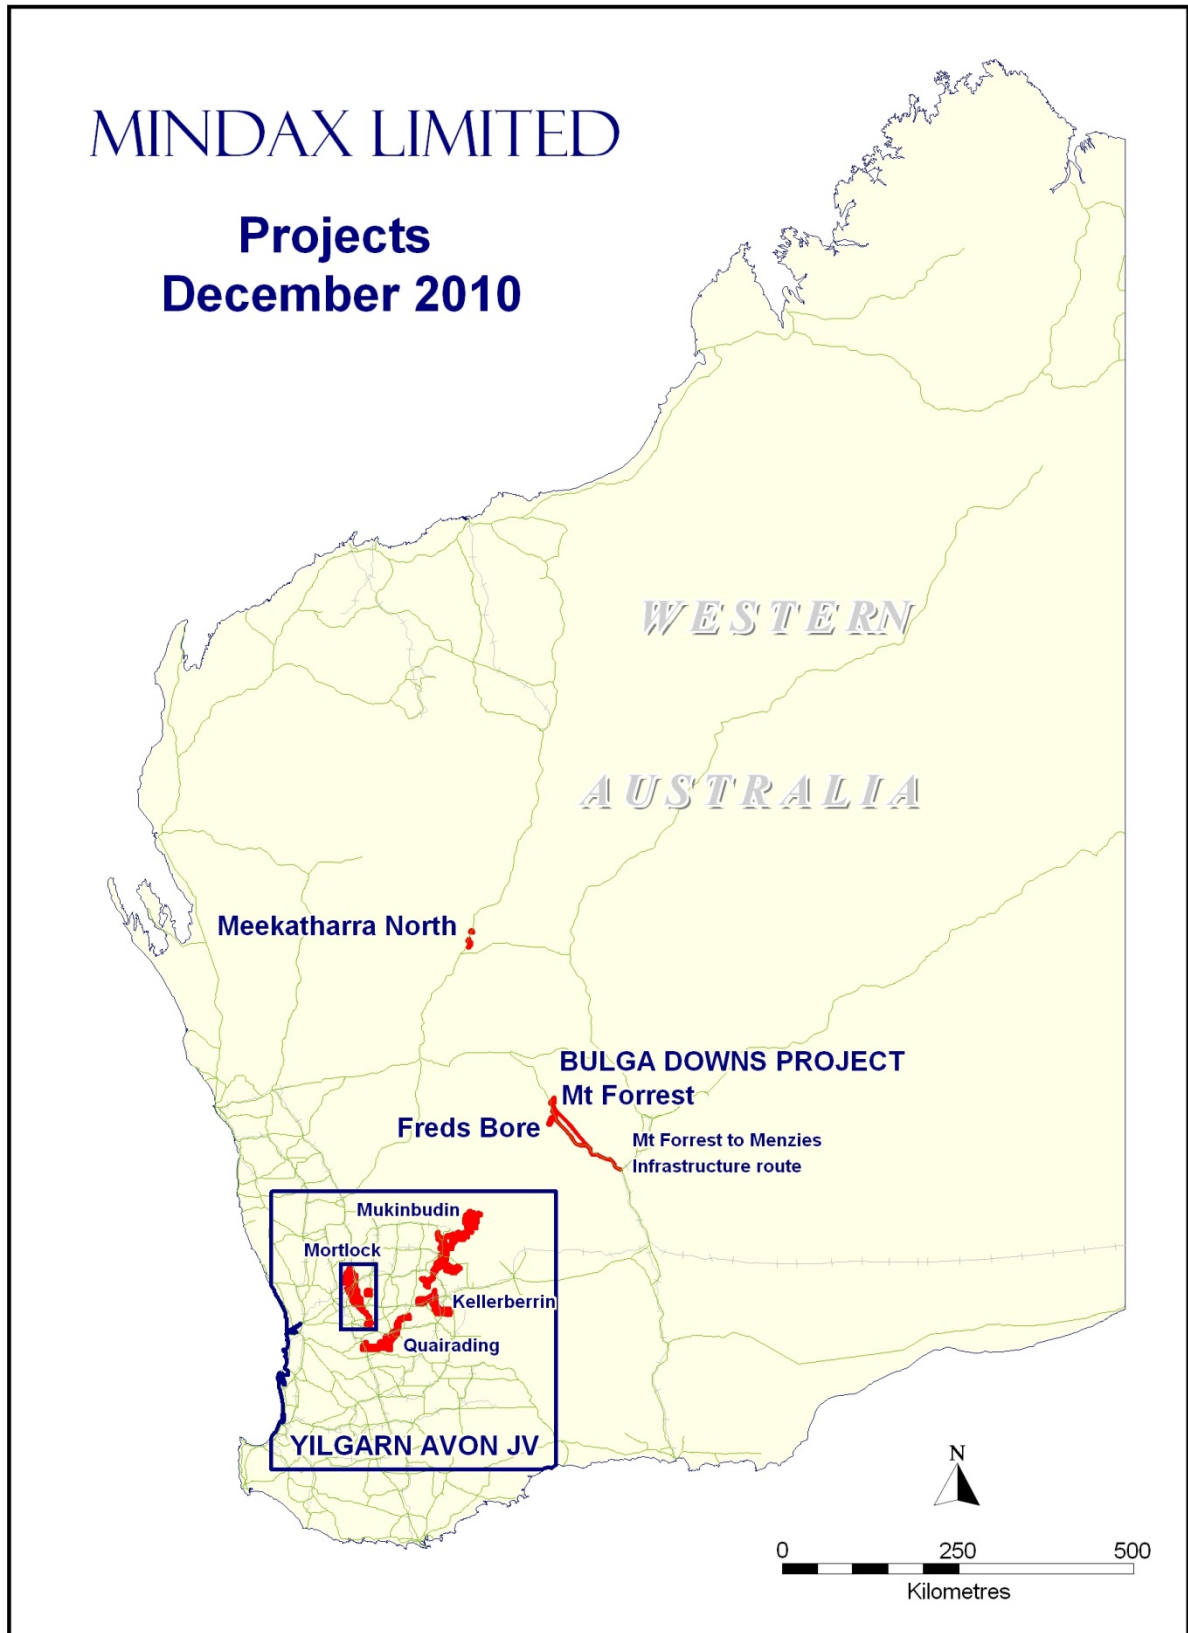 MINDAX LIMITED
Projects
December 2010
WESTERN
AUSTRALIA
Meekatharra North
BULGA DOWNS PROJECT
Mt Forrest
Freds Bore
Mt Forrest to Menzies
Infrastructure route
Mukinbudin
Mortlock
Kellerberrin
Quairading
YILGARN AVON JV
N
0 250 500
Kilometres